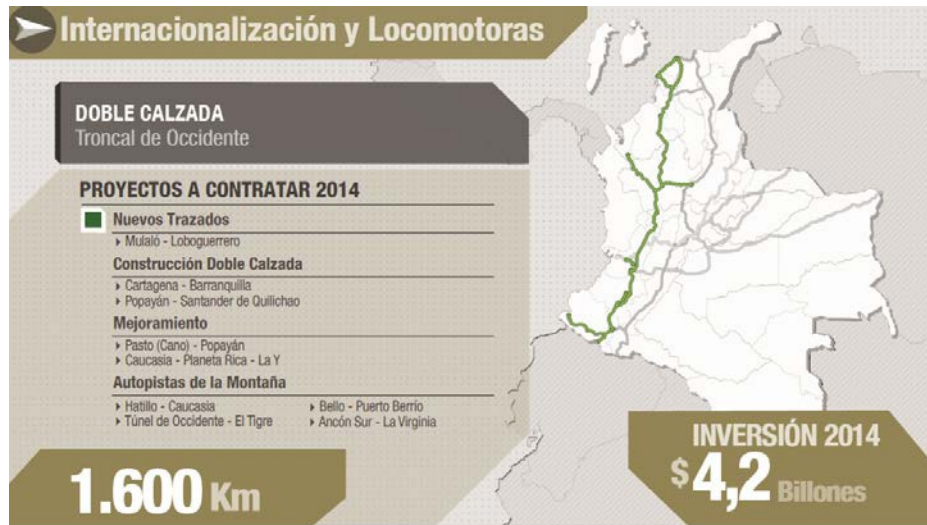 Internacionalización y Locomotoras
DOBLE CALZADA
Troncal de Occidente
PROYECTOS A CONTRATAR 2014
Nuevos Trazados
Mulaló - Loboguerrero
Construcción Doble Calzada
Cartagena - Barranquilla
Popayán - Santander de Quilichao
Mejoramiento
Pasto (Cano) - Popayán
Caucasia - Planeta Rica - La Y
Autopistas de la Montaña
Hatillo - Caucasia
Túnel de Occidente - El Tigre
Bello - Puerto Berrío
Ancón Sur - La Virginia
1.600 Km
INVERSIÓN 2014
$4,2 Billones